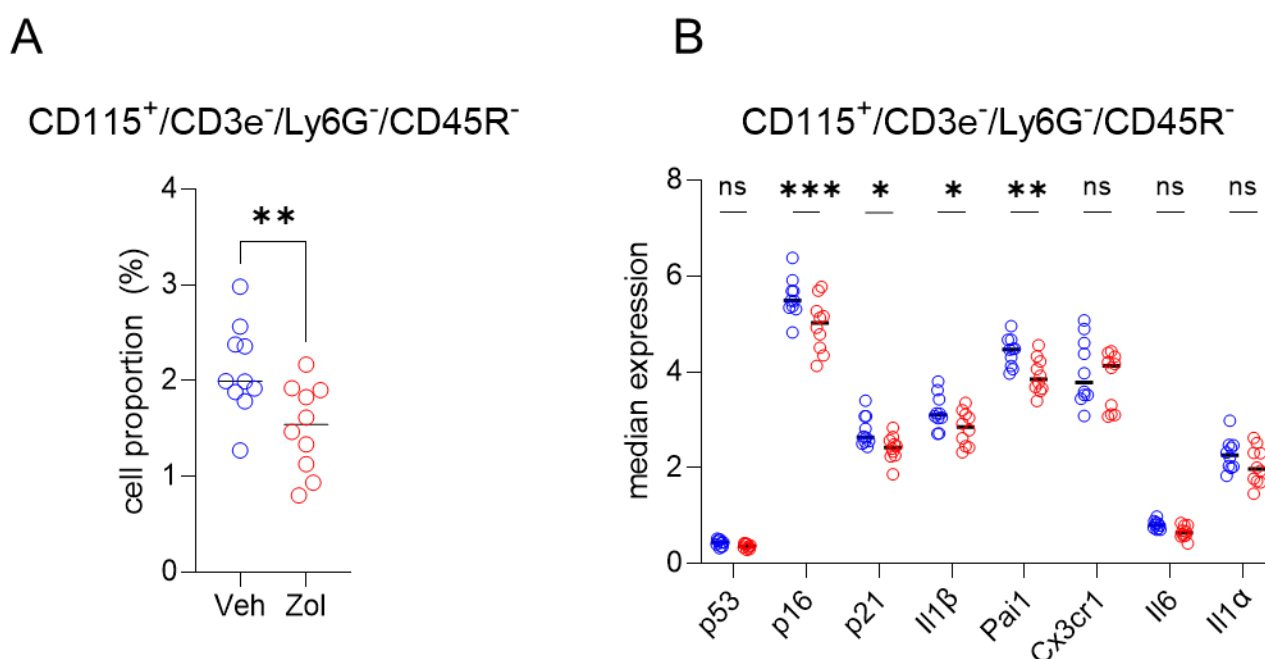 A
CD115⁺/CD3e⁻/Ly6G⁻/CD45R⁻
cell proportion (%)
4
3
2
1
0
**
Veh Zol
B
CD115⁺/CD3e⁻/Ly6G⁻/CD45R⁻
median expression
8
6
4
2
0
ns *** * * ** ns ns ns
p53 p16 p21 Il1β Pai1 Cx3cr1 Il6 Il1α